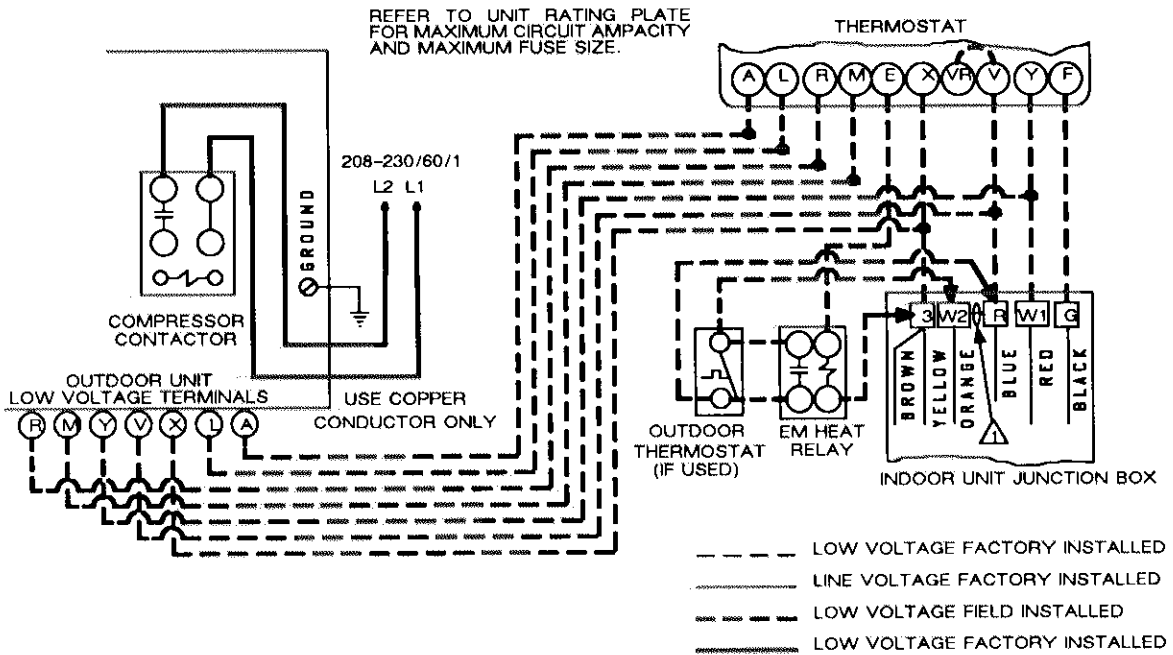 REFER TO UNIT RATING PLATE
FOR MAXIMUM CIRCUIT AMPACITY
AND MAXIMUM FUSE SIZE.
THERMOSTAT
A L R M E X VR V Y F
208-230/60/1
L2 L1
GROUND
COMPRESSOR
CONTACTOR
OUTDOOR UNIT
LOW VOLTAGE TERMINALS
R M Y V X L A
USE COPPER
CONDUCTOR ONLY
3 W2 R W1 G
BROWN
YELLOW
ORANGE
BLUE
RED
BLACK
1
OUTDOOR
THERMOSTAT
(IF USED)
EM HEAT
RELAY
INDOOR UNIT JUNCTION BOX
LOW VOLTAGE FACTORY INSTALLED
LINE VOLTAGE FACTORY INSTALLED
LOW VOLTAGE FIELD INSTALLED
LOW VOLTAGE FACTORY INSTALLED